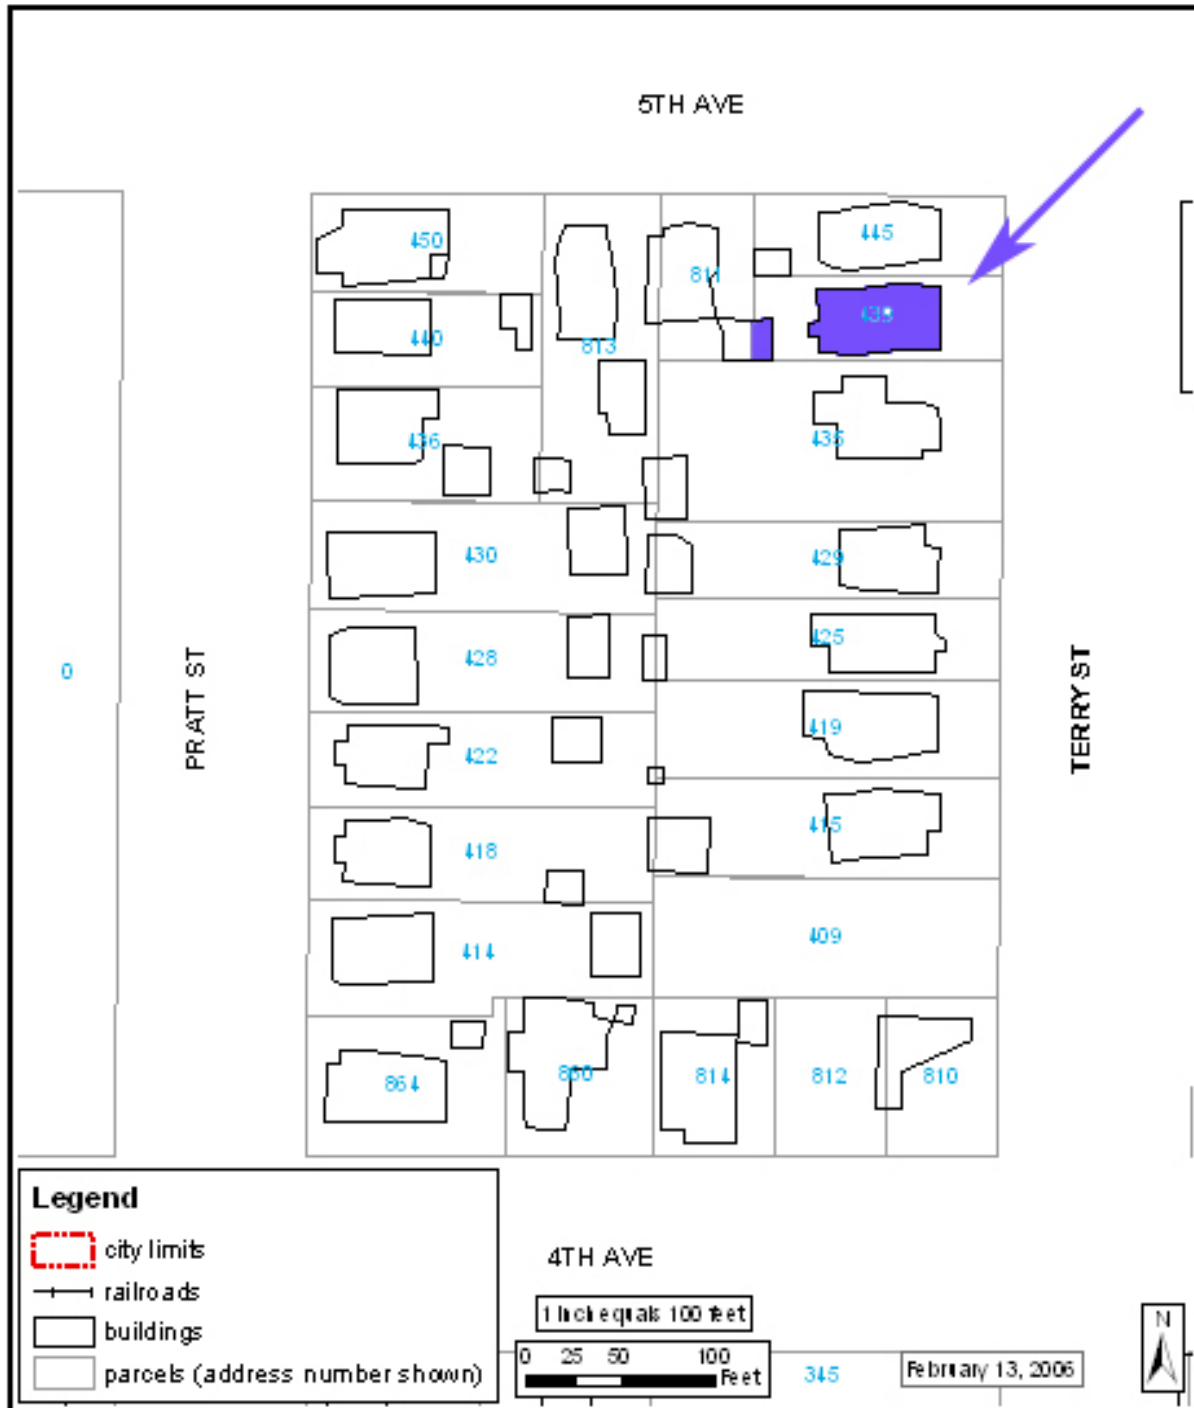 5TH AVE
450
445
811
440
813
436
435
430
429
428
425
0
PRATT ST
TERRY ST
422
419
418
415
414
409
864
814
812
810
Legend
city limits
railroads
buildings
parcels (address number shown)
4TH AVE
1 inch equals 100 feet
0 25 50 100
Feet
345
February 13, 2006
N